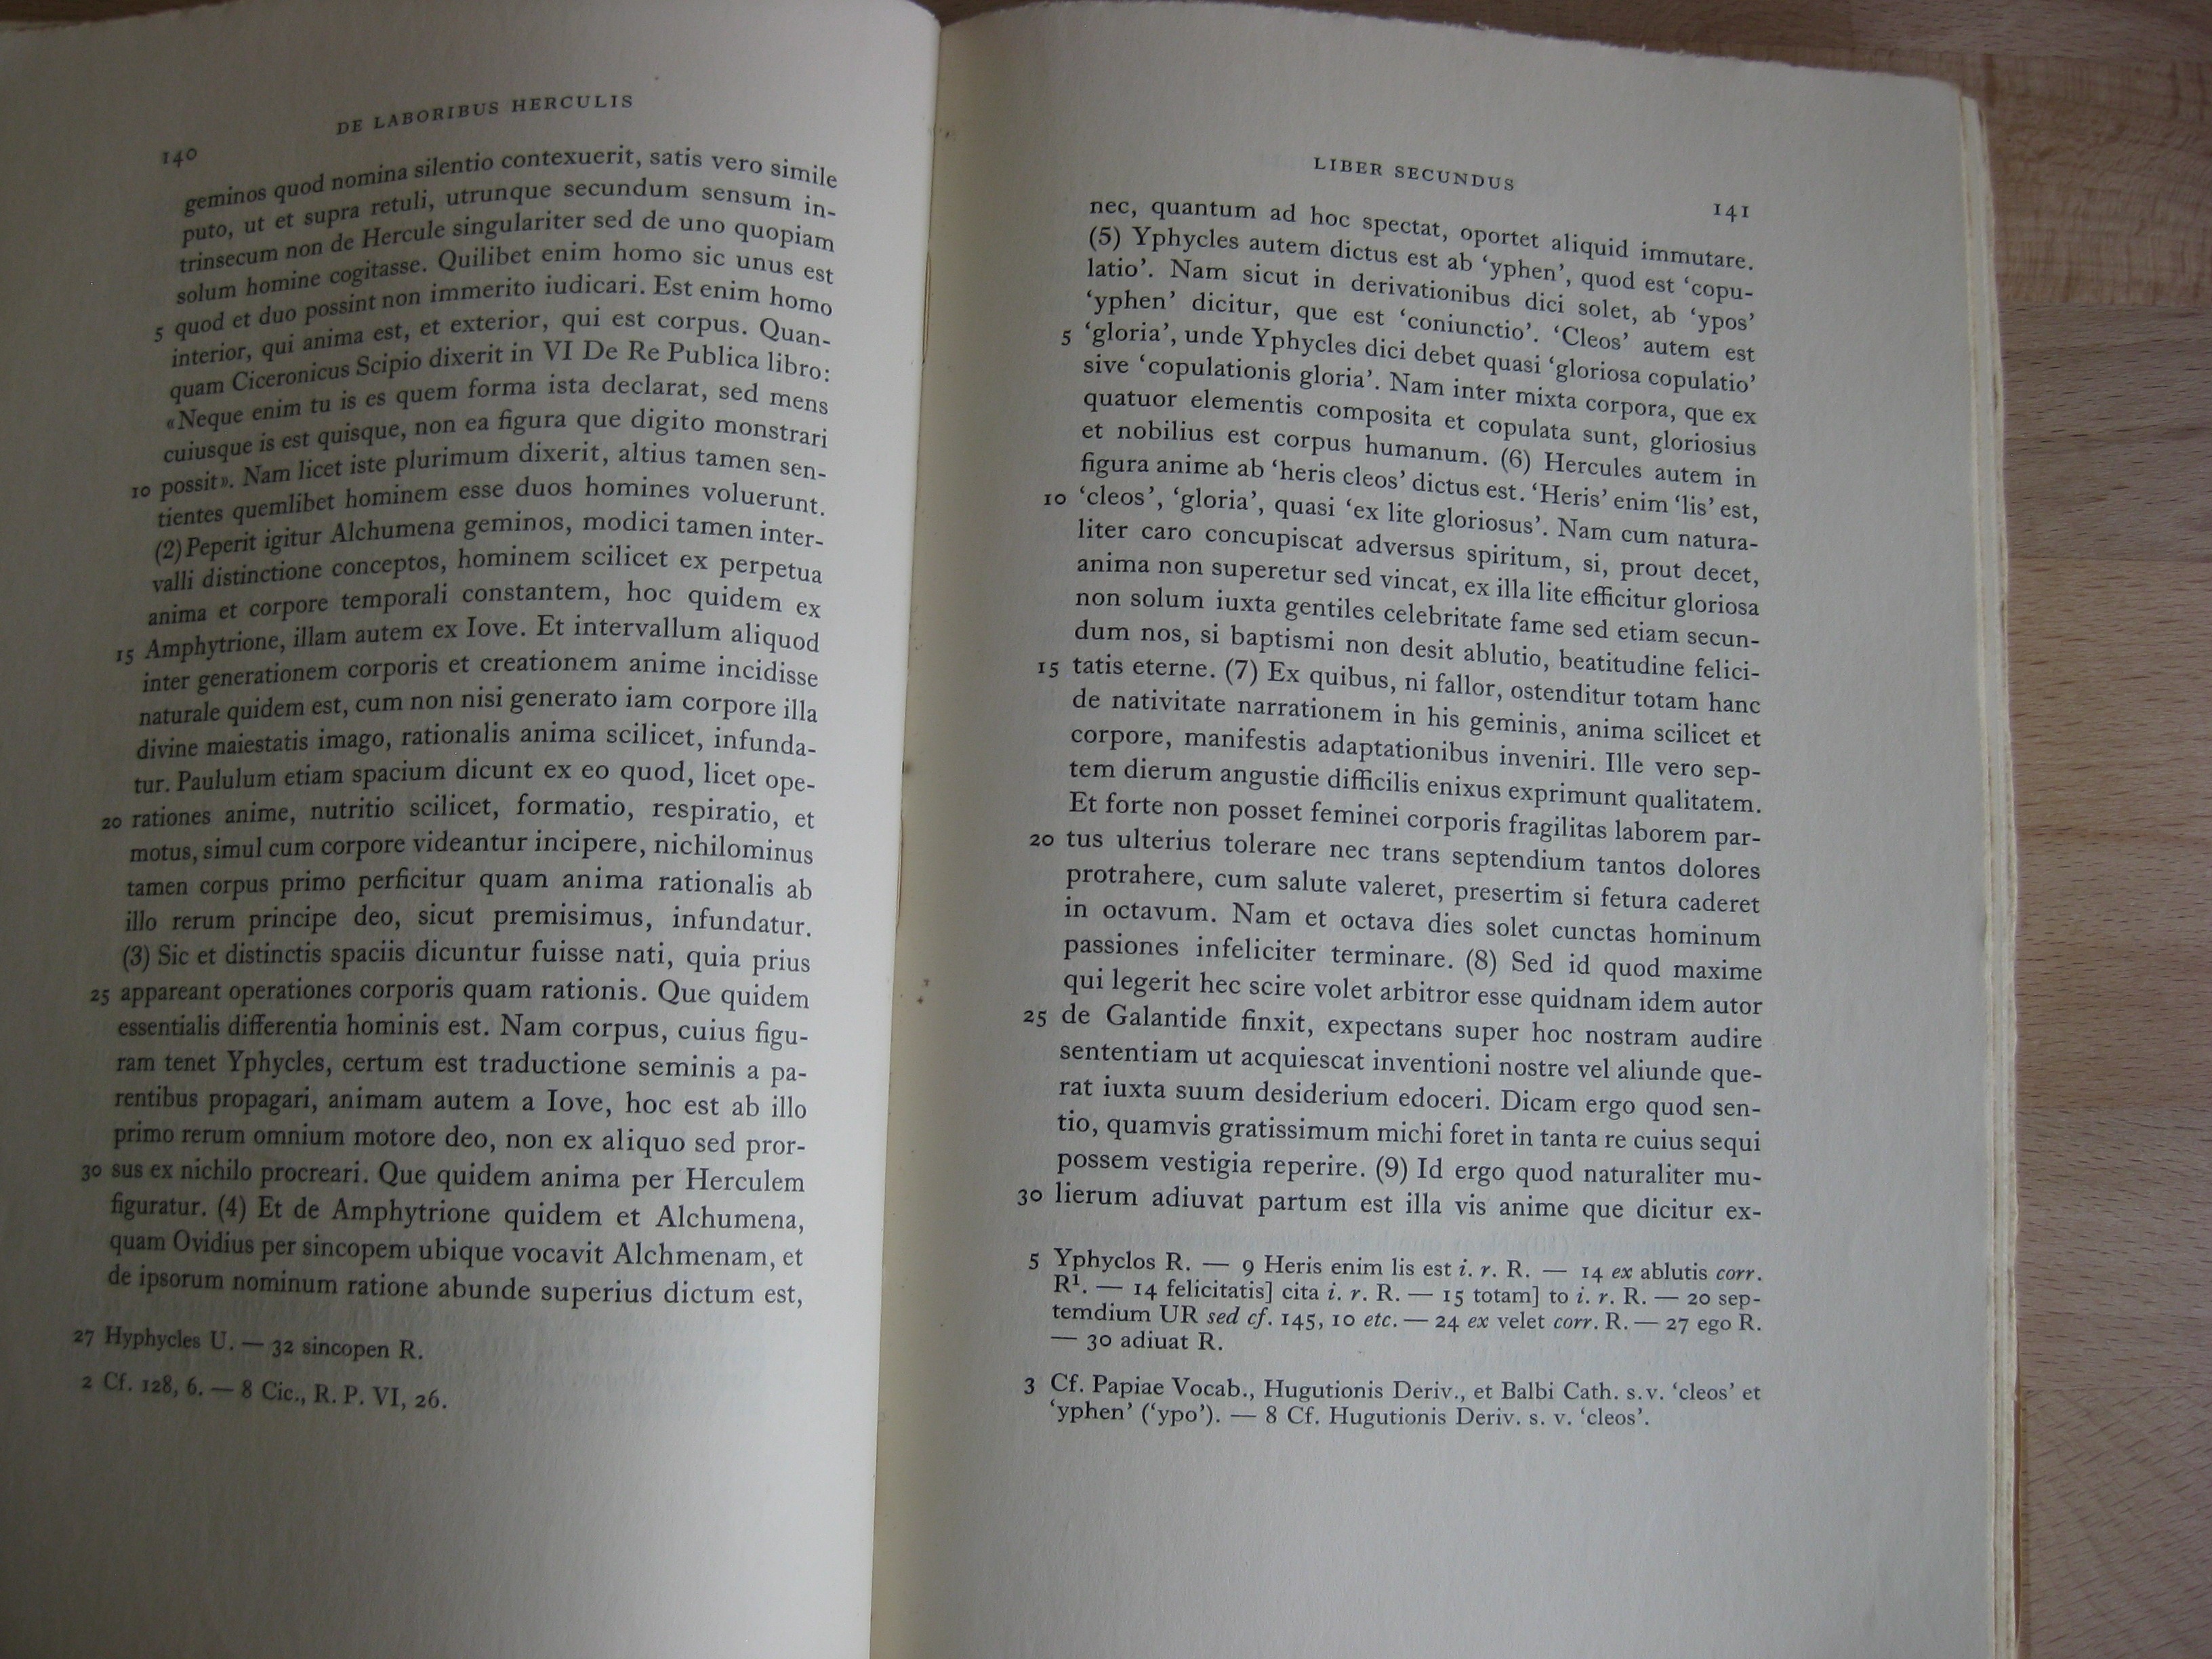 DE LABORIBUS HERCULIS
140
geminos quod nomina silentio contexuerit, satis vero simile
puto, ut et supra retuli, utrunque secundum sensum in-
trinsecum non de Hercule singulariter sed de uno quopiam
solum homine cogitasse. Quilibet enim homo sic unus est
5 quod et duo possint non immerito iudicari. Est enim homo
interior, qui anima est, et exterior, qui est corpus. Quan-
quam Ciceronicus Scipio dixerit in VI De Re Publica libro:
«Neque enim tu is es quem forma ista declarat, sed mens
cuiusque is est quisque, non ea figura que digito monstrari
10 possit». Nam licet iste plurimum dixerit, altius tamen sen-
tientes quemlibet hominem esse duos homines voluerunt.
(2) Peperit igitur Alchumena geminos, modici tamen inter-
valli distinctione conceptos, hominem scilicet ex perpetua
anima et corpore temporali constantem, hoc quidem ex
15 Amphytrione, illam autem ex Iove. Et intervallum aliquod
inter generationem corporis et creationem anime incidisse
naturale quidem est, cum non nisi generato iam corpore illa
divine maiestatis imago, rationalis anima scilicet, infunda-
tur. Paululum etiam spacium dicunt ex eo quod, licet ope-
20 rationes anime, nutritio scilicet, formatio, respiratio, et
motus, simul cum corpore videantur incipere, nichilominus
tamen corpus primo perficitur quam anima rationalis ab
illo rerum principe deo, sicut premisimus, infundatur.
(3) Sic et distinctis spaciis dicuntur fuisse nati, quia prius
25 appareant operationes corporis quam rationis. Que quidem
essentialis differentia hominis est. Nam corpus, cuius figu-
ram tenet Yphycles, certum est traductione seminis a pa-
rentibus propagari, animam autem a Iove, hoc est ab illo
primo rerum omnium motore deo, non ex aliquo sed pror-
30 sus ex nichilo procreari. Que quidem anima per Herculem
figuratur. (4) Et de Amphytrione quidem et Alchumena,
quam Ovidius per sincopem ubique vocavit Alchmenam, et
de ipsorum nominum ratione abunde superius dictum est,
27 Hyphycles U. — 32 sincopen R.
2 Cf. 128, 6. — 8 Cic., R. P. VI, 26.
LIBER SECUNDUS
141
nec, quantum ad hoc spectat, oportet aliquid immutare.
(5) Yphycles autem dictus est ab ‘yphen’, quod est ‘copu-
latio’. Nam sicut in derivationibus dici solet, ab ‘ypos’
‘yphen’ dicitur, que est ‘coniunctio’. ‘Cleos’ autem est
5 ‘gloria’, unde Yphycles dici debet quasi ‘gloriosa copulatio’
sive ‘copulationis gloria’. Nam inter mixta corpora, que ex
quatuor elementis composita et copulata sunt, gloriosius
et nobilius est corpus humanum. (6) Hercules autem in
figura anime ab ‘heris cleos’ dictus est. ‘Heris’ enim ‘lis’ est,
10 ‘cleos’, ‘gloria’, quasi ‘ex lite gloriosus’. Nam cum natura-
liter caro concupiscat adversus spiritum, si, prout decet,
anima non superetur sed vincat, ex illa lite efficitur gloriosa
non solum iuxta gentiles celebritate fame sed etiam secun-
dum nos, si baptismi non desit ablutio, beatitudine felici-
15 tatis eterne. (7) Ex quibus, ni fallor, ostenditur totam hanc
de nativitate narrationem in his geminis, anima scilicet et
corpore, manifestis adaptationibus inveniri. Ille vero sep-
tem dierum angustie difficilis enixus exprimunt qualitatem.
Et forte non posset feminei corporis fragilitas laborem par-
20 tus ulterius tolerare nec trans septendium tantos dolores
protrahere, cum salute valeret, presertim si fetura caderet
in octavum. Nam et octava dies solet cunctas hominum
passiones infeliciter terminare. (8) Sed id quod maxime
qui legerit hec scire volet arbitror esse quidnam idem autor
25 de Galantide finxit, expectans super hoc nostram audire
sententiam ut acquiescat inventioni nostre vel aliunde que-
rat iuxta suum desiderium edoceri. Dicam ergo quod sen-
tio, quamvis gratissimum michi foret in tanta re cuius sequi
possem vestigia reperire. (9) Id ergo quod naturaliter mu-
30 lierum adiuvat partum est illa vis anime que dicitur ex-
5 Yphyclos R. — 9 Heris enim lis est i. r. R. — 14 ex ablutis corr.
R¹. — 14 felicitatis] cita i. r. R. — 15 totam] to i. r. R. — 20 sep-
temdium UR sed cf. 145, 10 etc. — 24 ex velet corr. R. — 27 ego R.
— 30 adiuat R.
3 Cf. Papiae Vocab., Hugutionis Deriv., et Balbi Cath. s.v. ‘cleos’ et
‘yphen’ (‘ypo’). — 8 Cf. Hugutionis Deriv. s. v. ‘cleos’.